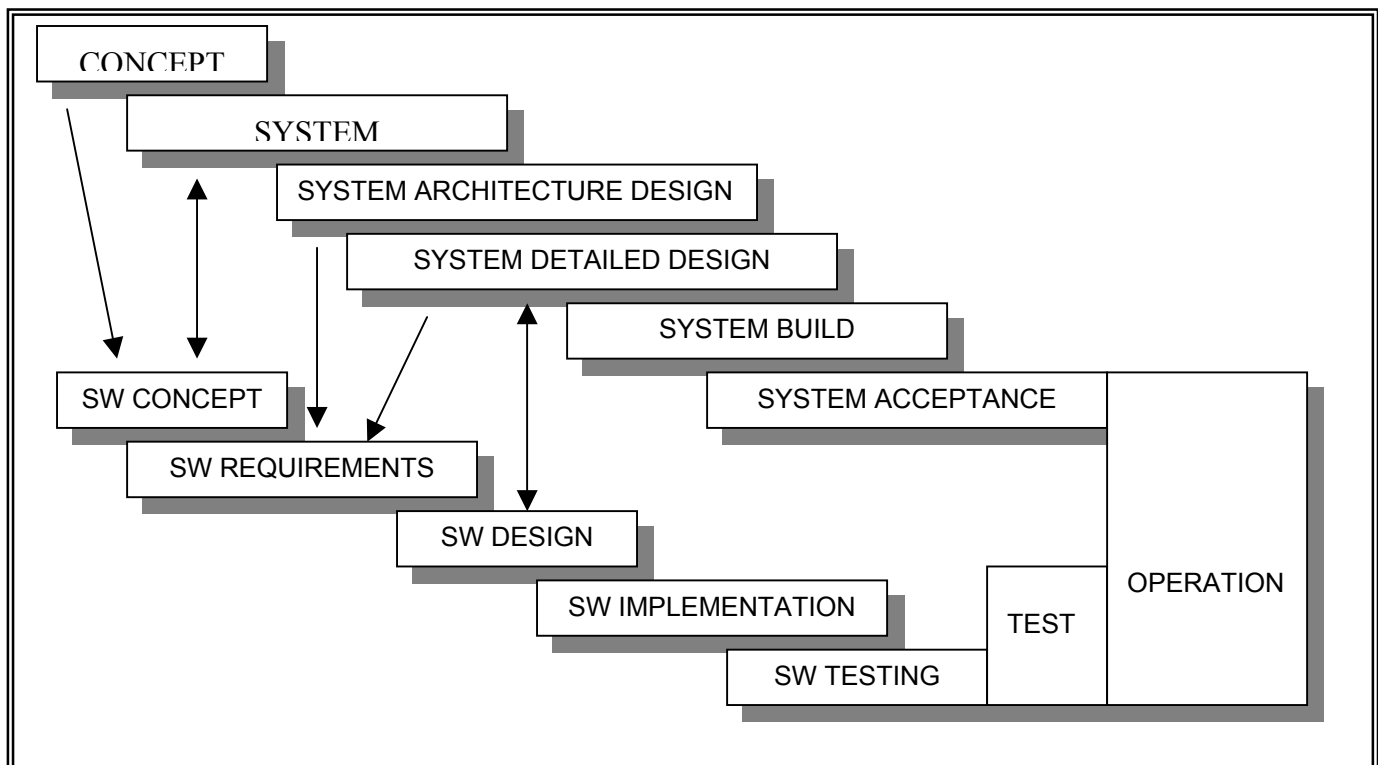 CONCEPT
SYSTEM
SYSTEM ARCHITECTURE DESIGN
SYSTEM DETAILED DESIGN
SYSTEM BUILD
SW CONCEPT
SYSTEM ACCEPTANCE
SW REQUIREMENTS
SW DESIGN
OPERATION
SW IMPLEMENTATION
TEST
SW TESTING